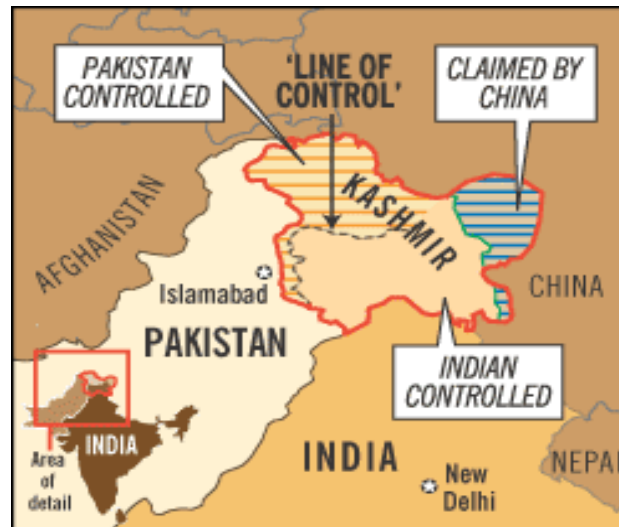 PAKISTAN
CONTROLLED
'LINE OF
CONTROL'
CLAIMED BY
CHINA
KASHMIR
AFGHANISTAN
Islamabad
CHINA
PAKISTAN
INDIAN
CONTROLLED
INDIA
Area
of
detail
INDIA
New
Delhi
NEPAL